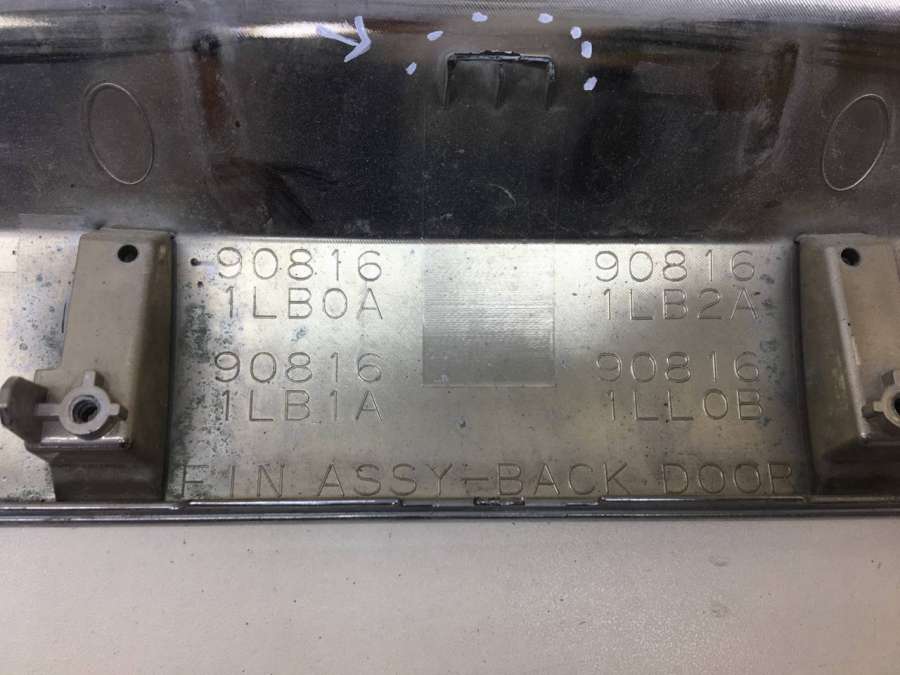 90816
1LB0A
90816
1LB2A
90816
1LB1A
90816
1LL0B
FIN ASSY-BACK DOOR